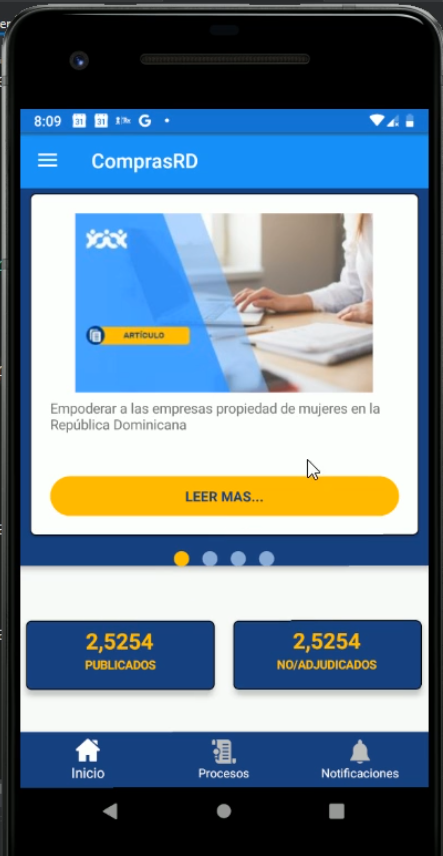 8:09
31
31
G
ComprasRD
ARTÍCULO
Empoderar a las empresas propiedad de mujeres en la
República Dominicana
LEER MAS...
2,5254
PUBLICADOS
2,5254
NO/ADJUDICADOS
Inicio
Procesos
Notificaciones